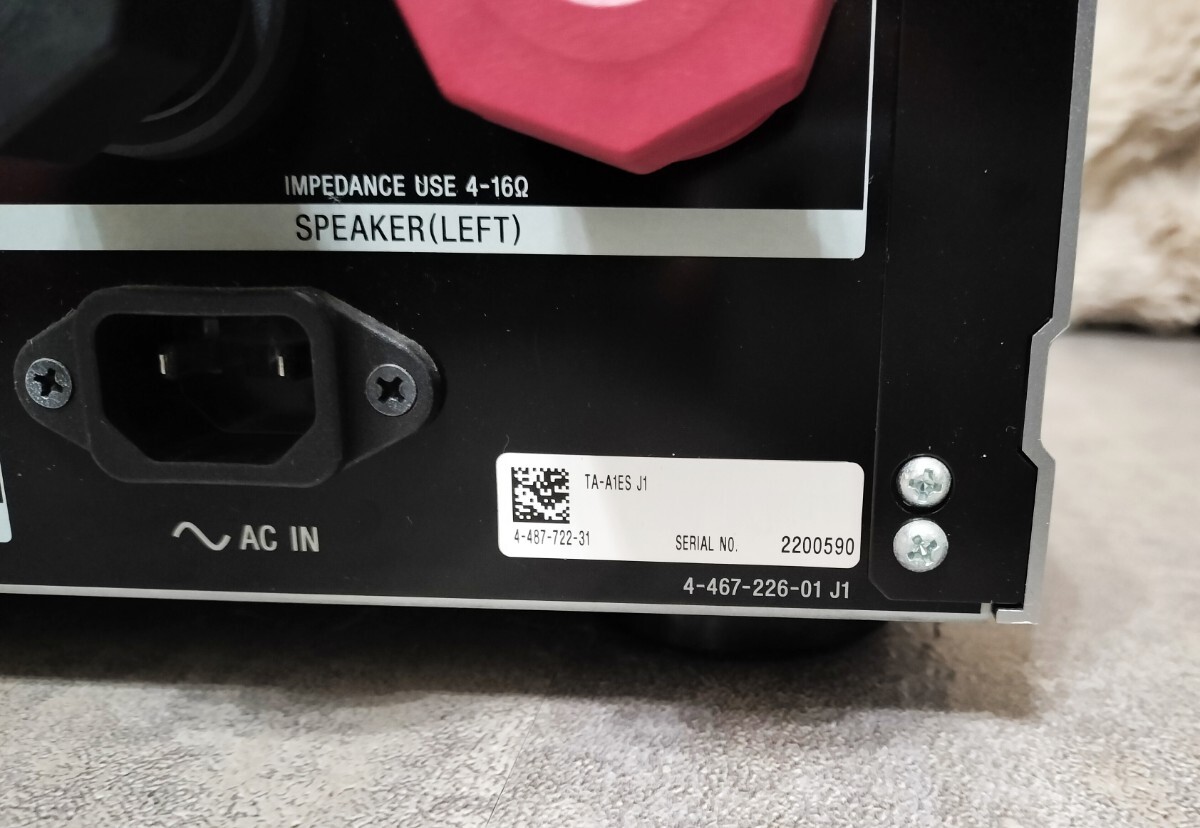 IMPEDANCE USE 4-16Ω
SPEAKER(LEFT)
TA-A1ES J1
4-487-722-31
SERIAL NO. 2200590
AC IN
4-467-226-01 J1